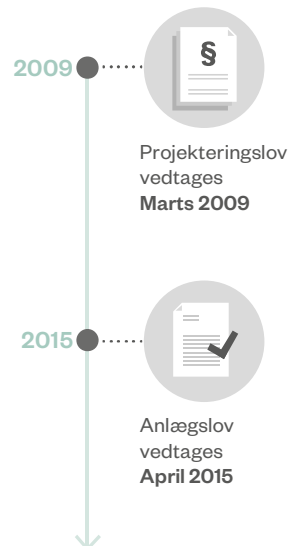 2009
§
Projekteringslov
vedtages
Marts 2009
2015
Anlægslov
vedtages
April 2015